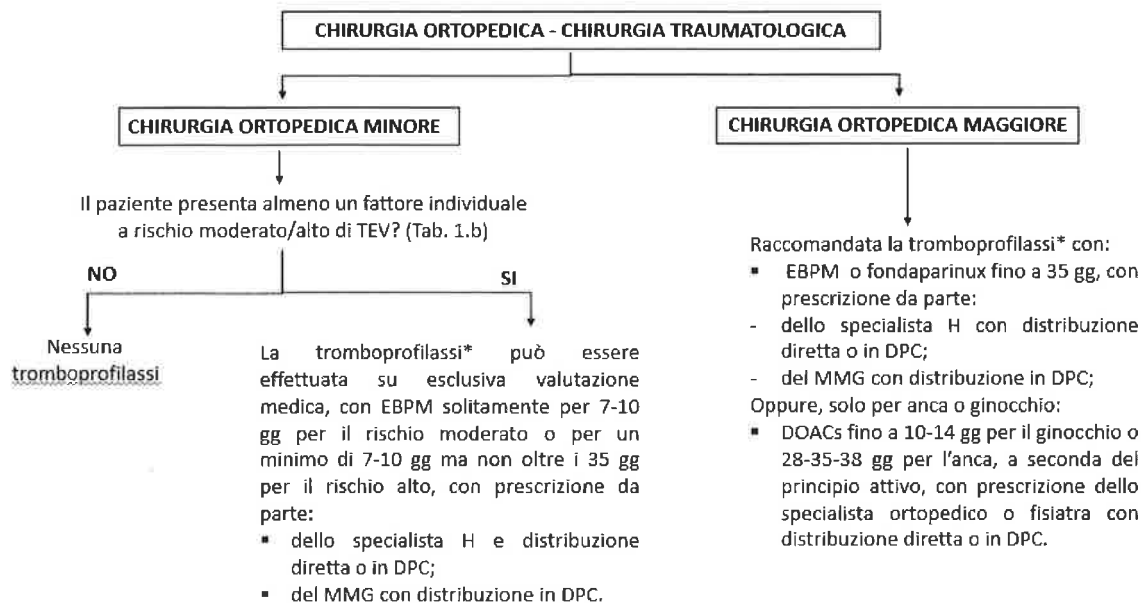 CHIRURGIA ORTOPEDICA - CHIRURGIA TRAUMATOLOGICA
CHIRURGIA ORTOPEDICA MINORE
Il paziente presenta almeno un fattore individuale
a rischio moderato/alto di TEV? (Tab. 1.b)
NO
SI
Nessuna
tromboprofilassi
La tromboprofilassi* può essere
effettuata su esclusiva valutazione
medica, con EBPM solitamente per 7-10
gg per il rischio moderato o per un
minimo di 7-10 gg ma non oltre i 35 gg
per il rischio alto, con prescrizione da
parte:
▪ dello specialista H e distribuzione
diretta o in DPC;
▪ del MMG con distribuzione in DPC.
CHIRURGIA ORTOPEDICA MAGGIORE
Raccomandata la tromboprofilassi* con:
▪ EBPM o fondaparinux fino a 35 gg, con
prescrizione da parte:
- dello specialista H con distribuzione
diretta o in DPC;
- del MMG con distribuzione in DPC;
Oppure, solo per anca o ginocchio:
▪ DOACs fino a 10-14 gg per il ginocchio o
28-35-38 gg per l'anca, a seconda del
principio attivo, con prescrizione dello
specialista ortopedico o fisiatra con
distribuzione diretta o in DPC.